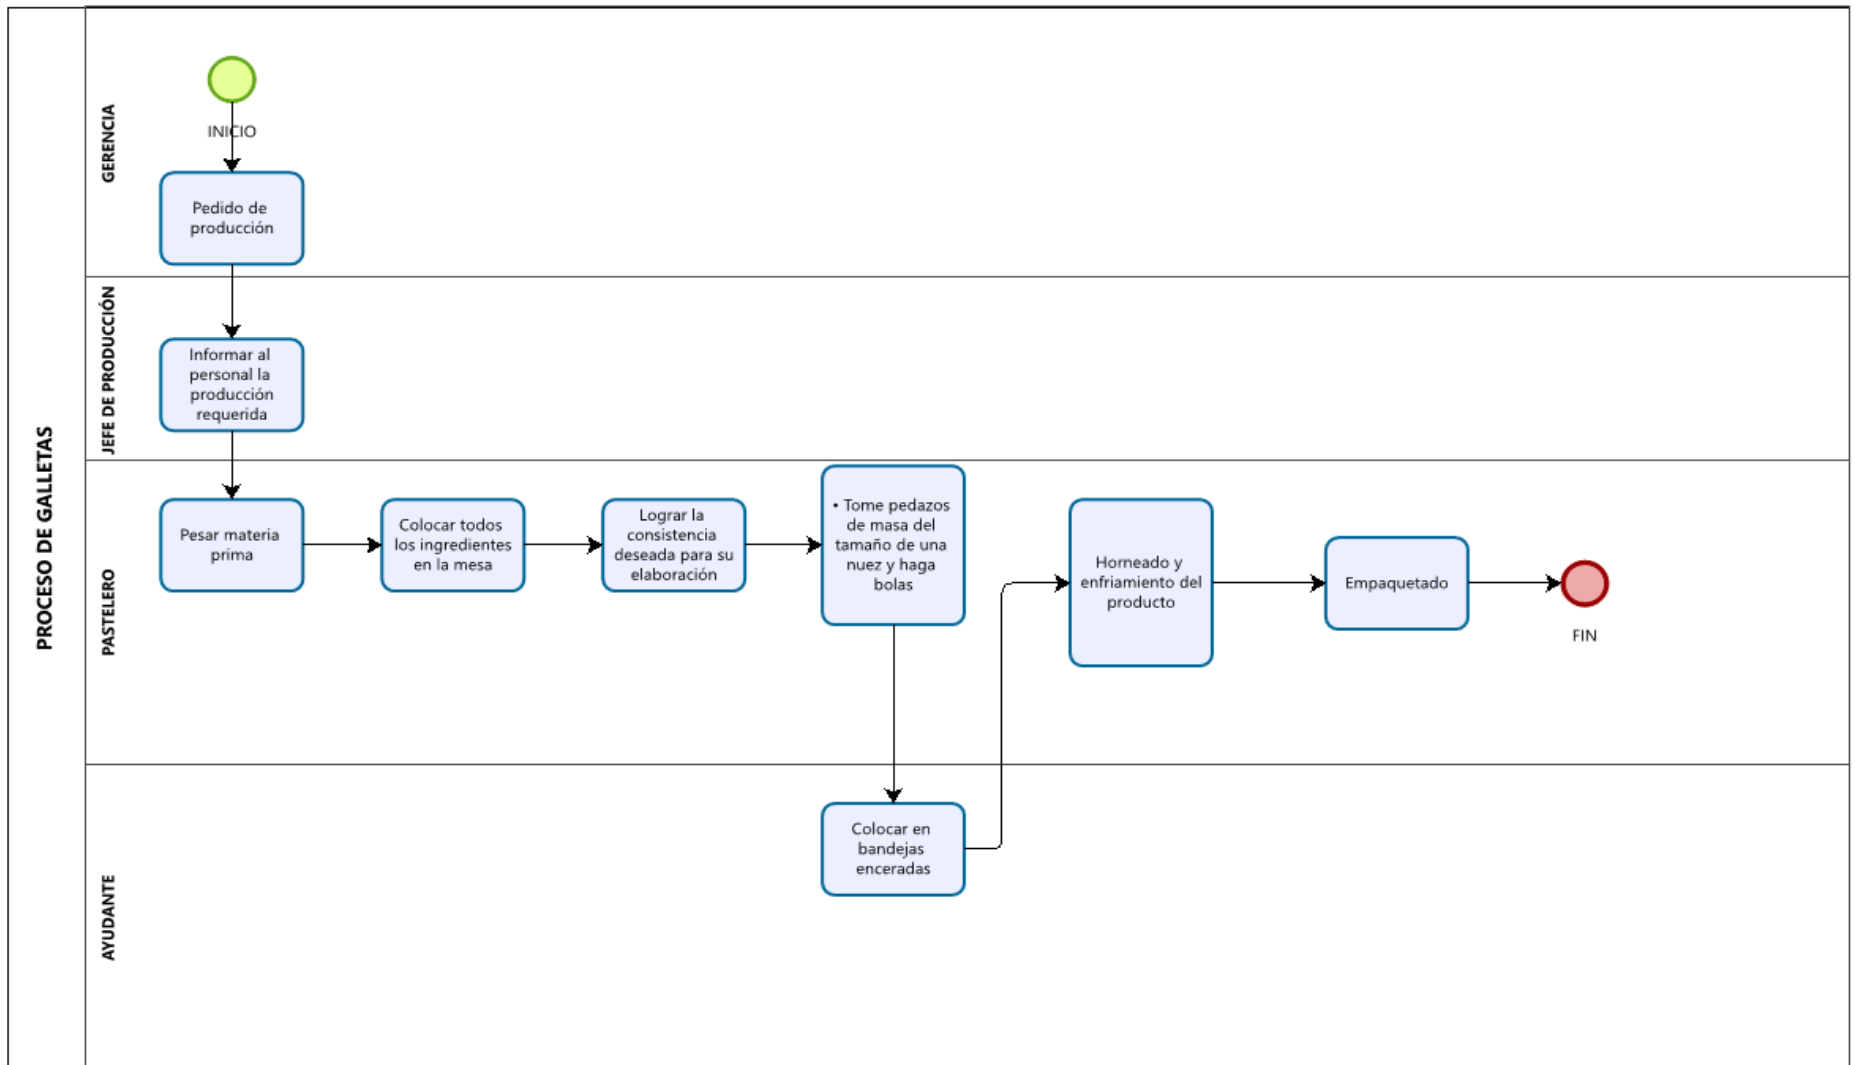 PROCESO DE GALLETAS
GERENCIA
INICIO
Pedido de
producción
JEFE DE PRODUCCIÓN
Informar al
personal la
producción
requerida
PASTELERO
Pesar materia
prima
Colocar todos
los ingredientes
en la mesa
Lograr la
consistencia
deseada para su
elaboración
• Tome pedazos
de masa del
tamaño de una
nuez y haga
bolas
Horneado y
enfriamiento del
producto
Empaquetado
FIN
AYUDANTE
Colocar en
bandejas
enceradas